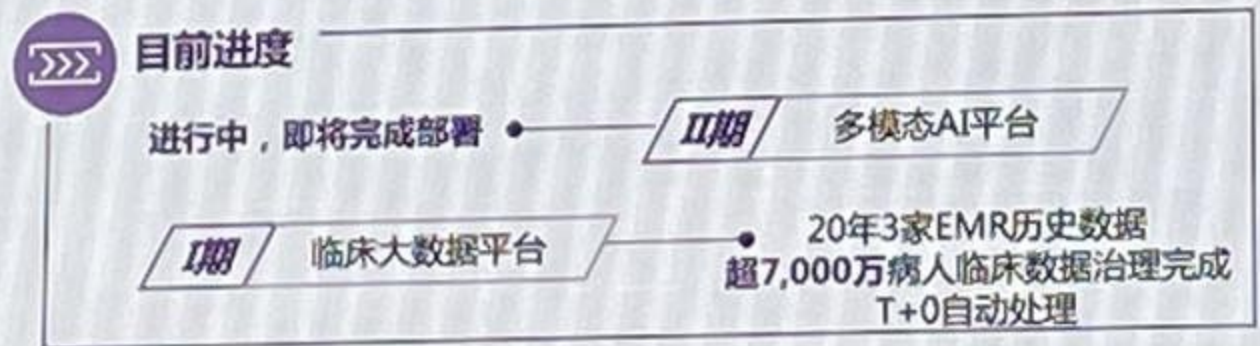 目前进度
进行中，即将完成部署
II期 多模态AI平台
I期 临床大数据平台
20年3家EMR历史数据
超7,000万病人临床数据治理完成
T+0自动处理